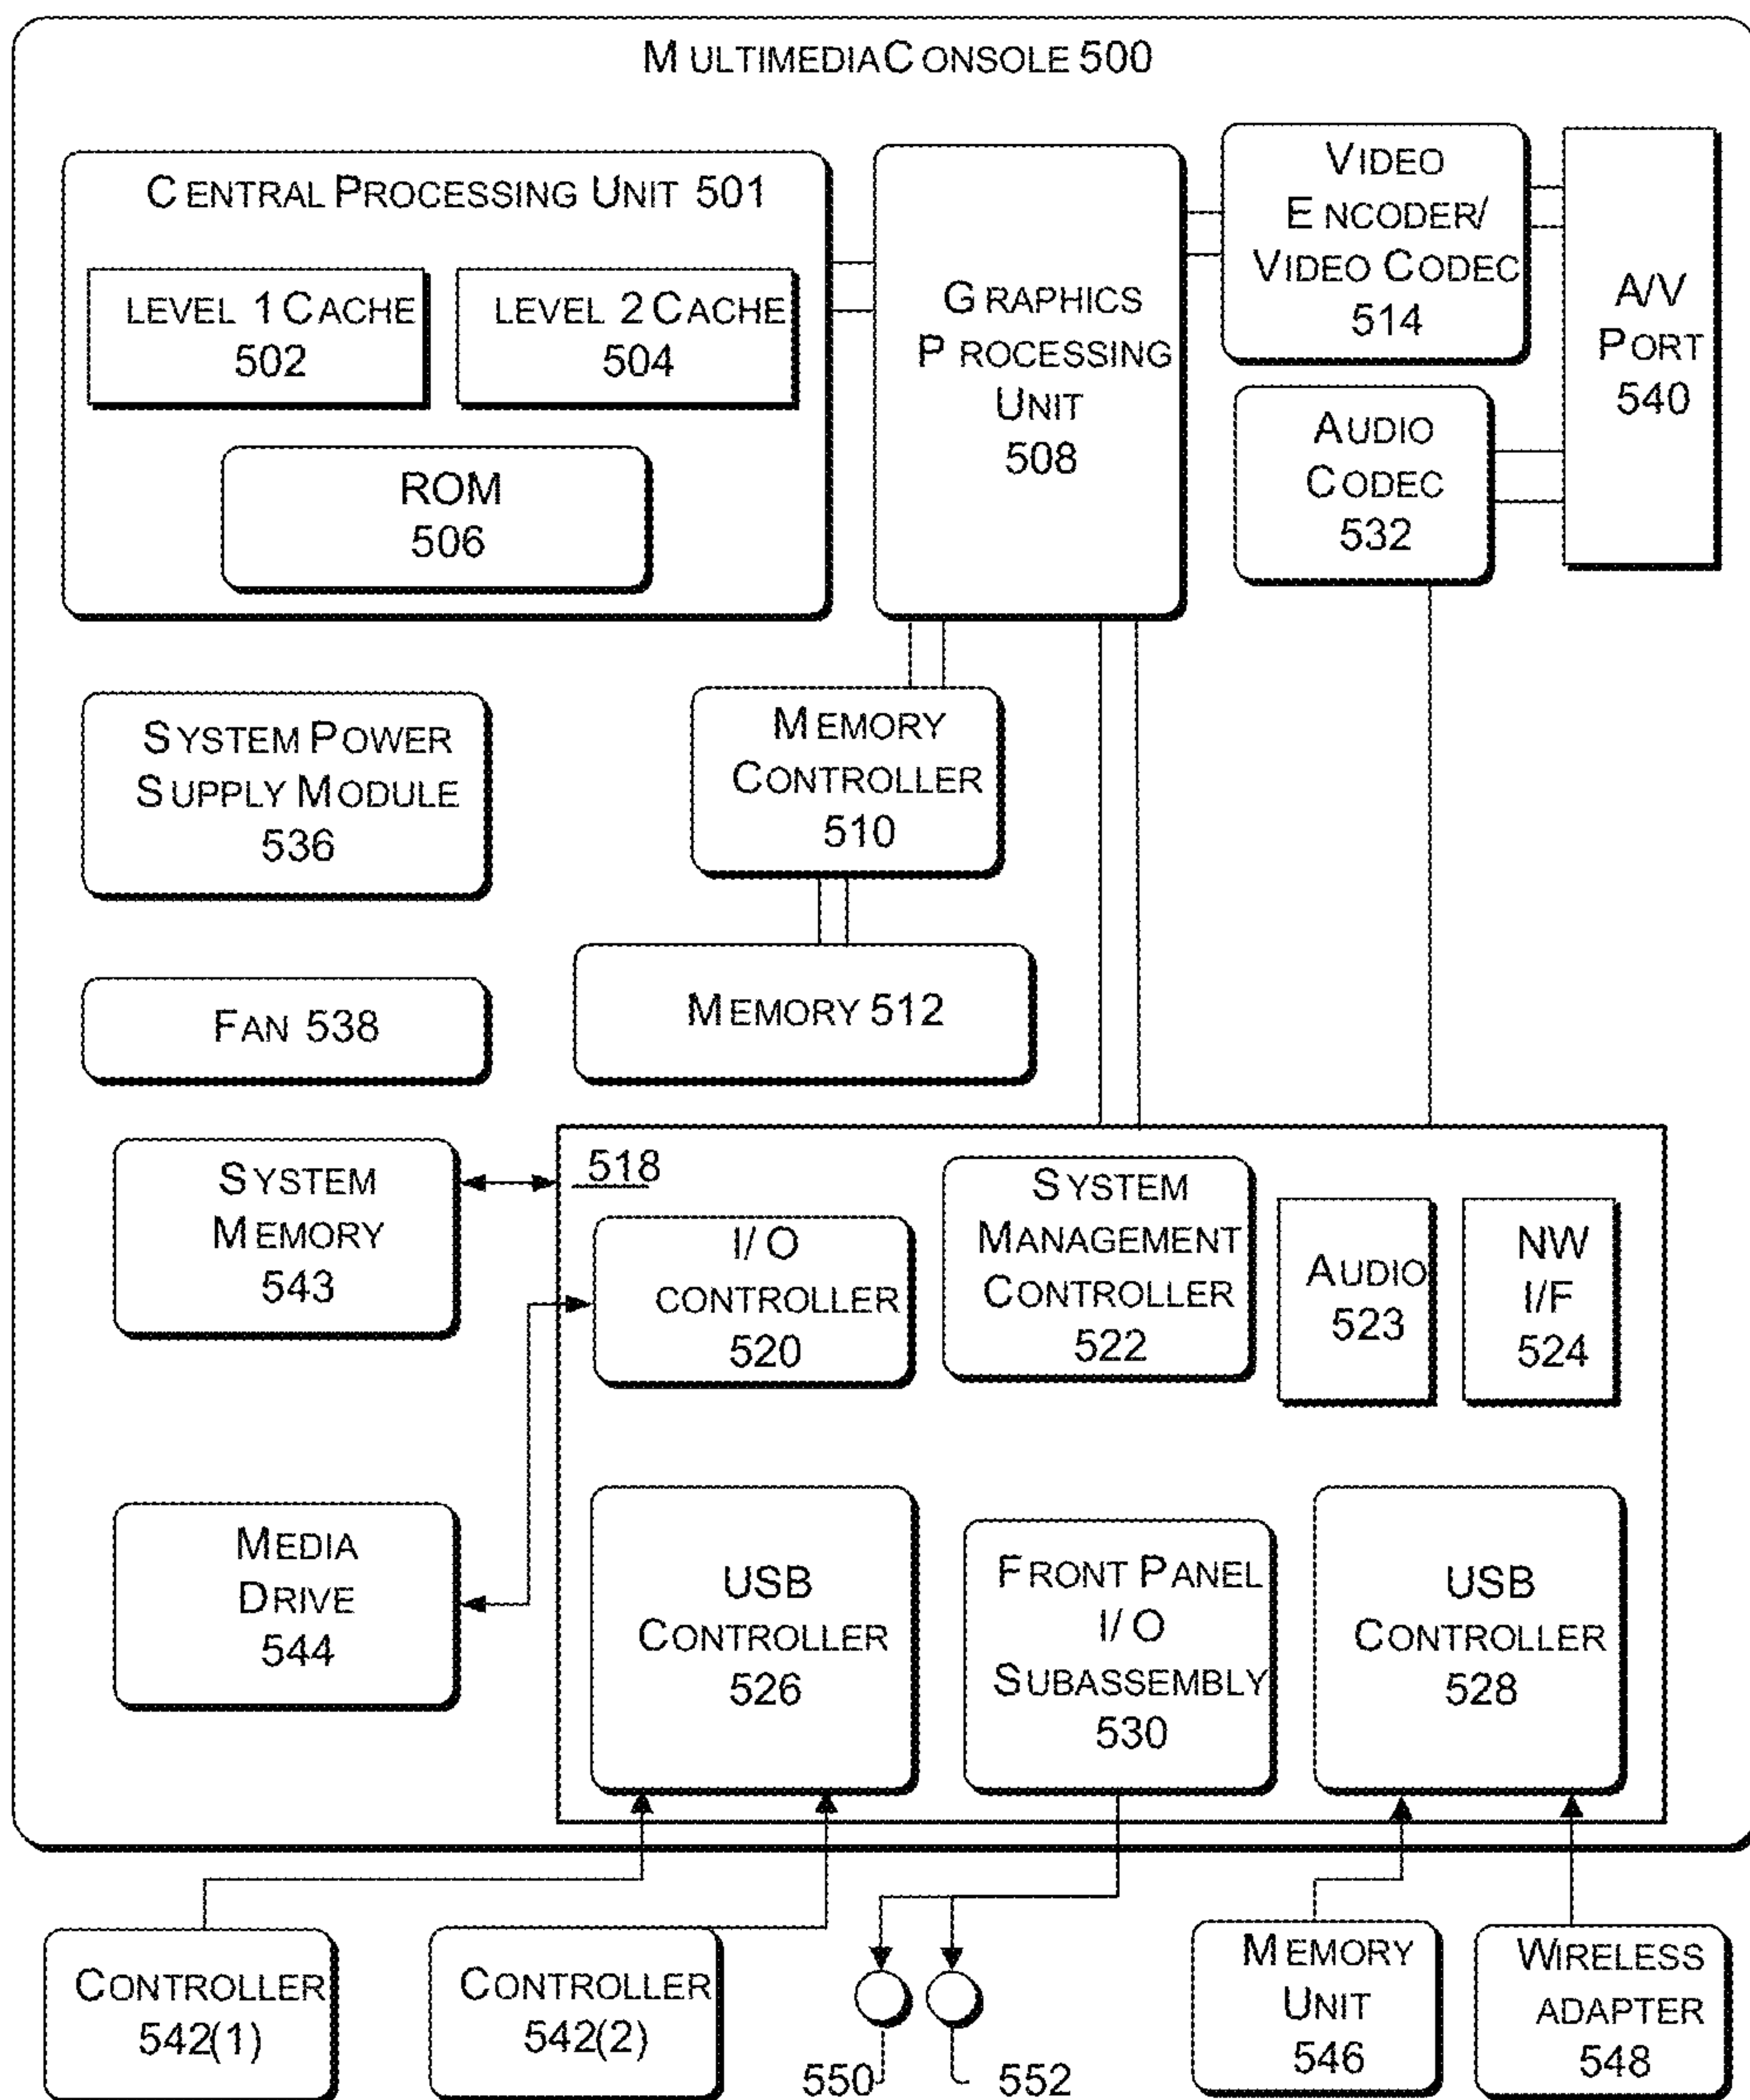 MULTIMEDIA CONSOLE 500
CENTRAL PROCESSING UNIT 501
LEVEL 1 CACHE
502
LEVEL 2 CACHE
504
ROM
506
GRAPHICS
PROCESSING
UNIT
508
VIDEO
ENCODER/
VIDEO CODEC
514
AUDIO
CODEC
532
A/V
PORT
540
SYSTEM POWER
SUPPLY MODULE
536
MEMORY
CONTROLLER
510
FAN 538
MEMORY 512
SYSTEM
MEMORY
543
518
I/O
CONTROLLER
520
SYSTEM
MANAGEMENT
CONTROLLER
522
AUDIO
523
NW
I/F
524
MEDIA
DRIVE
544
USB
CONTROLLER
526
FRONT PANEL
I/O
SUBASSEMBLY
530
USB
CONTROLLER
528
CONTROLLER
542(1)
CONTROLLER
542(2)
550
552
MEMORY
UNIT
546
WIRELESS
ADAPTER
548